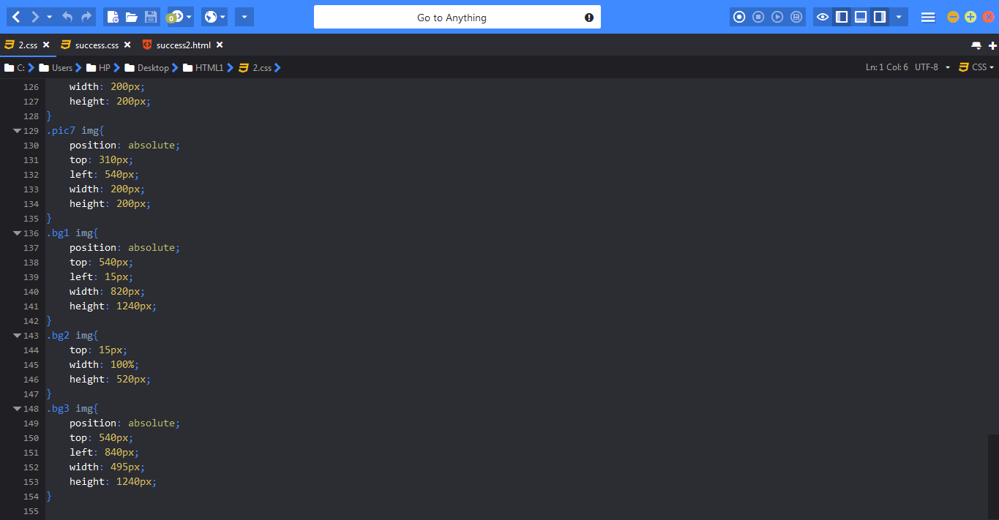 Go to Anything
0
2.css
success.css
success2.html
C: Users HP Desktop HTML1 2.css
Ln: 1 Col: 6 UTF-8 CSS
126 width: 200px;
127 height: 200px;
128 }
129 .pic7 img{
130 position: absolute;
131 top: 310px;
132 left: 540px;
133 width: 200px;
134 height: 200px;
135 }
136 .bg1 img{
137 position: absolute;
138 top: 540px;
139 left: 15px;
140 width: 820px;
141 height: 1240px;
142 }
143 .bg2 img{
144 top: 15px;
145 width: 100%;
146 height: 520px;
147 }
148 .bg3 img{
149 position: absolute;
150 top: 540px;
151 left: 840px;
152 width: 495px;
153 height: 1240px;
154 }
155